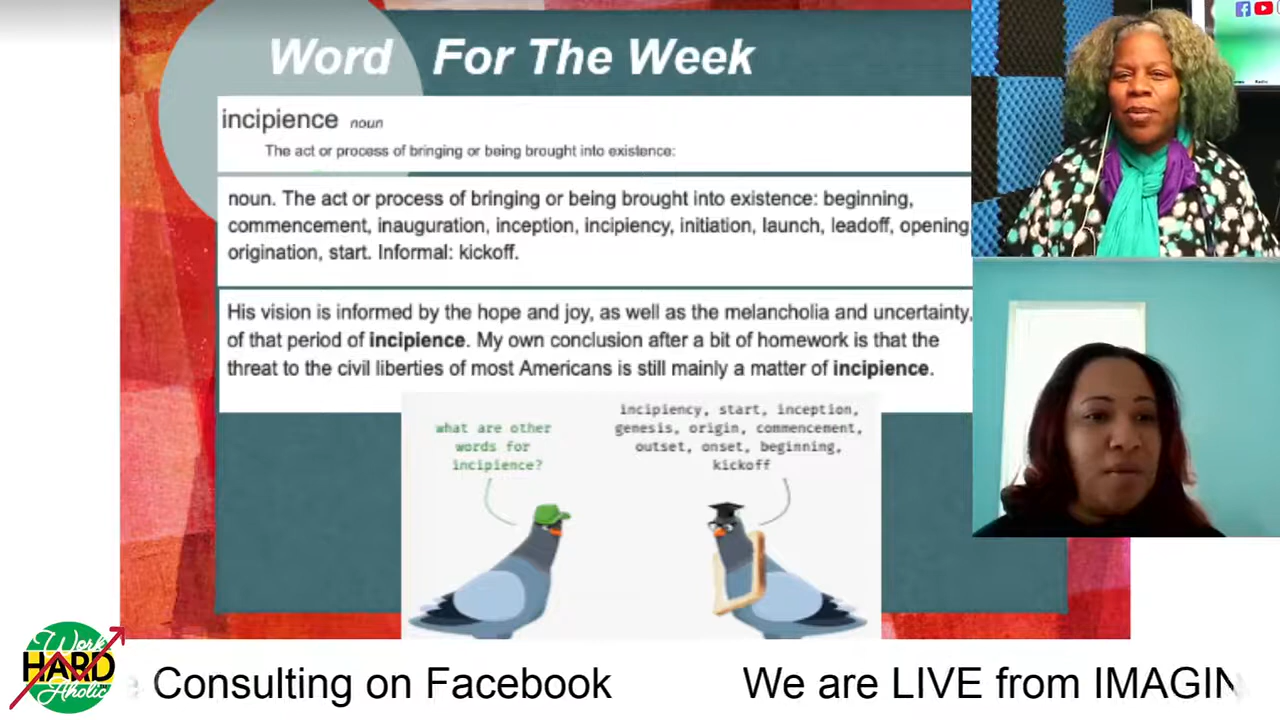 Word For The Week
incipience noun
The act or process of bringing or being brought into existence:
noun. The act or process of bringing or being brought into existence: beginning,
commencement, inauguration, inception, incipiency, initiation, launch, leadoff, opening,
origination, start. Informal: kickoff.
His vision is informed by the hope and joy, as well as the melancholia and uncertainty,
of that period of incipience. My own conclusion after a bit of homework is that the
threat to the civil liberties of most Americans is still mainly a matter of incipience.
what are other
words for
incipience?
incipiency, start, inception,
genesis, origin, commencement,
outset, onset, beginning,
kickoff
Work
HARD
Aholic
e Consulting on Facebook We are LIVE from IMAGIN